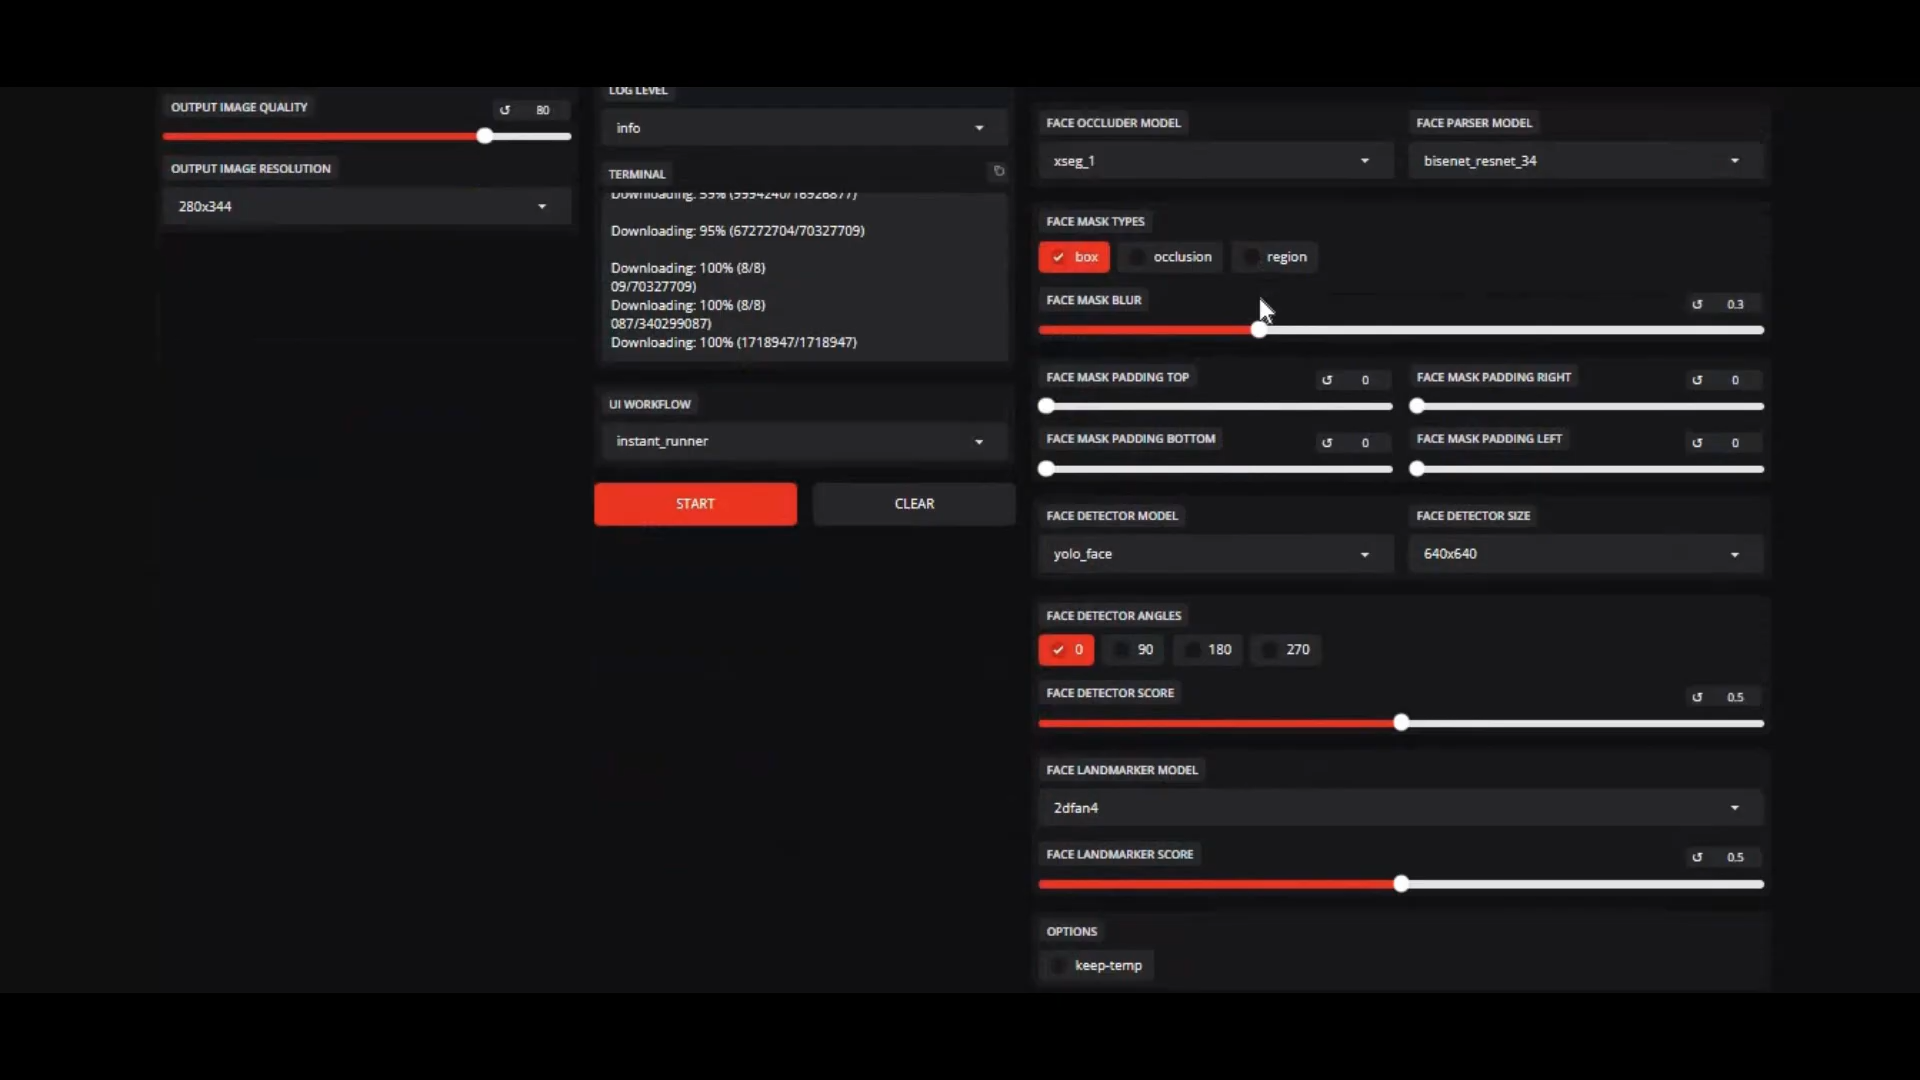 OUTPUT IMAGE QUALITY
80
OUTPUT IMAGE RESOLUTION
280x344
LOG LEVEL
info
TERMINAL
Downloading: 95% (67272704/70327709)
Downloading: 100% (8/8)
09/70327709)
Downloading: 100% (8/8)
087/340299087)
Downloading: 100% (1718947/1718947)
UI WORKFLOW
instant_runner
START
CLEAR
FACE OCCLUDER MODEL
xseg_1
FACE PARSER MODEL
bisenet_resnet_34
FACE MASK TYPES
box
occlusion
region
FACE MASK BLUR
0.3
FACE MASK PADDING TOP
0
FACE MASK PADDING RIGHT
0
FACE MASK PADDING BOTTOM
0
FACE MASK PADDING LEFT
0
FACE DETECTOR MODEL
yolo_face
FACE DETECTOR SIZE
640x640
FACE DETECTOR ANGLES
0
90
180
270
FACE DETECTOR SCORE
0.5
FACE LANDMARKER MODEL
2dfan4
FACE LANDMARKER SCORE
0.5
OPTIONS
keep-temp